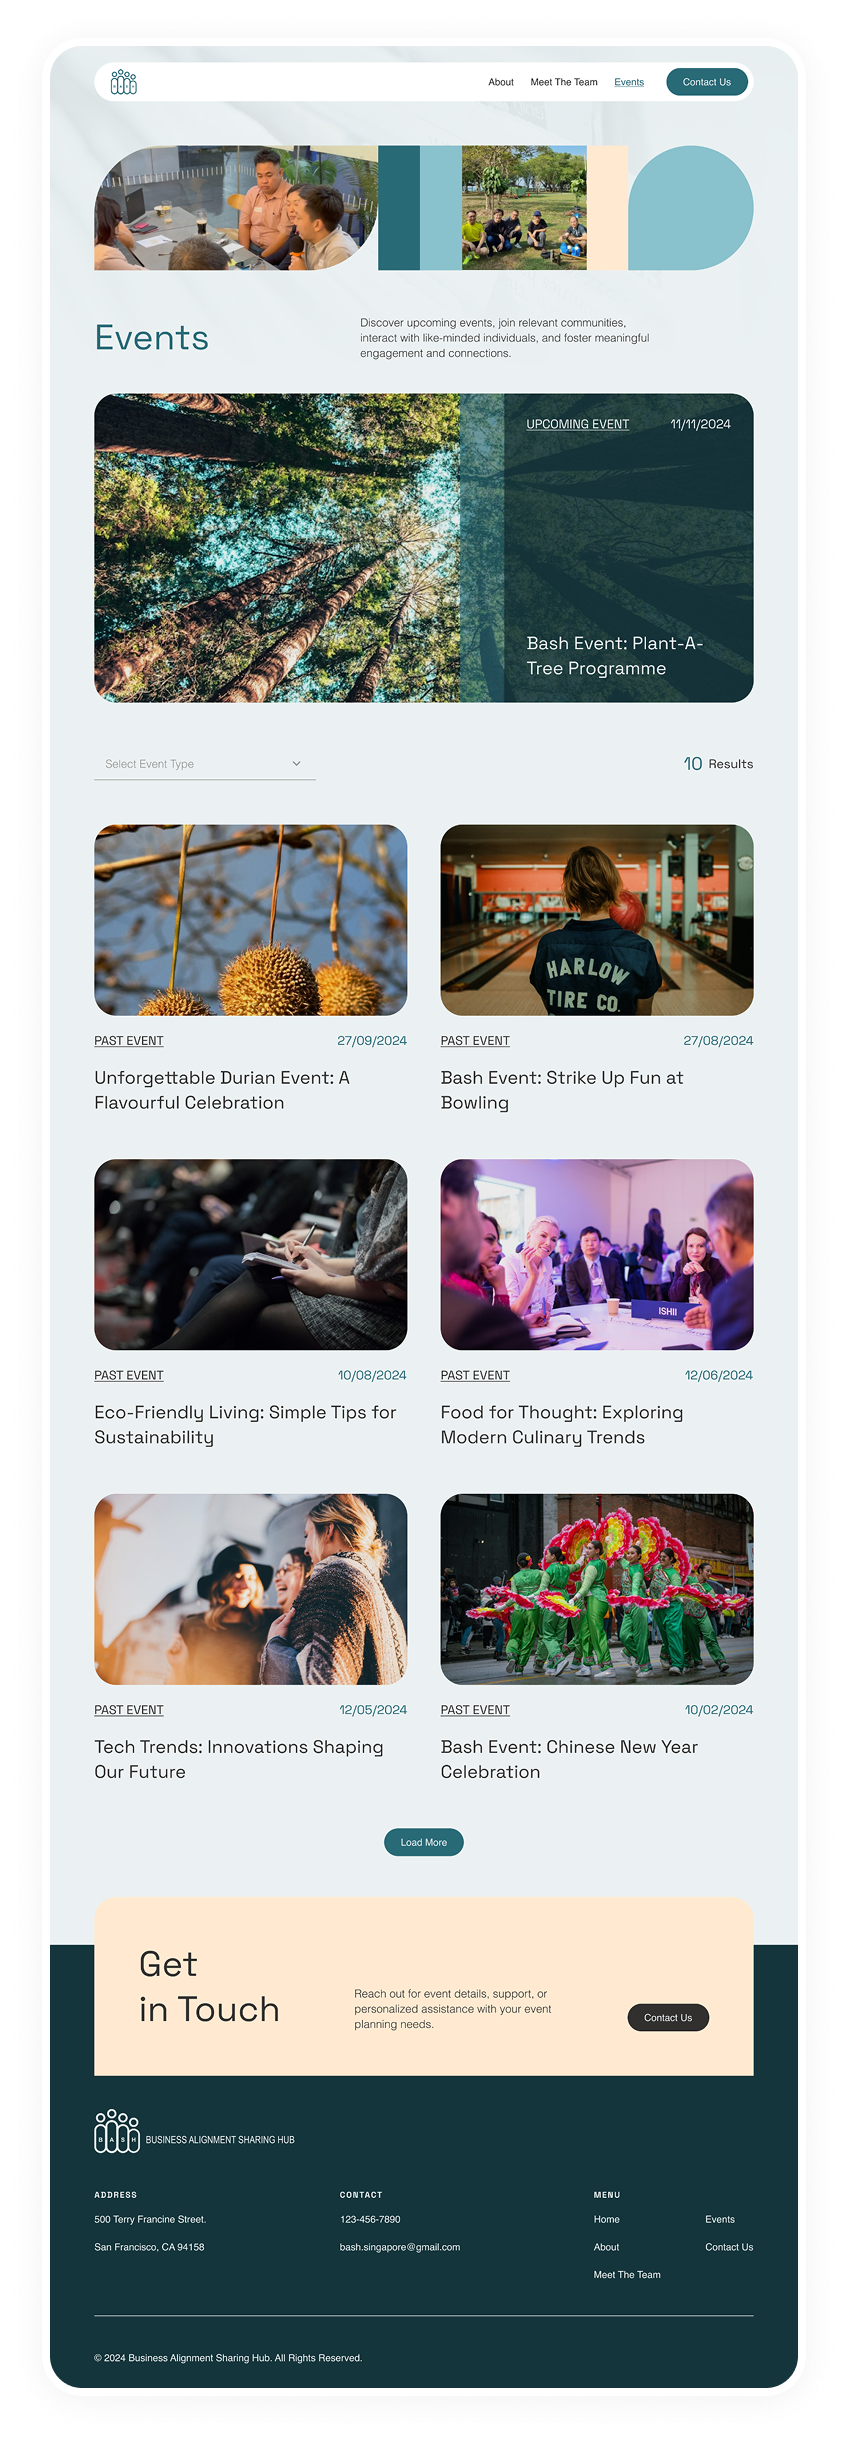 About Meet The Team Events Contact Us
Events
Discover upcoming events, join relevant communities,
interact with like-minded individuals, and foster meaningful
engagement and connections.
UPCOMING EVENT 11/11/2024
Bash Event: Plant-A-
Tree Programme
Select Event Type
10 Results
HARLOW
TIRE CO.
PAST EVENT 27/09/2024
Unforgettable Durian Event: A
Flavourful Celebration
PAST EVENT 27/08/2024
Bash Event: Strike Up Fun at
Bowling
ISHII
PAST EVENT 10/08/2024
Eco-Friendly Living: Simple Tips for
Sustainability
PAST EVENT 12/06/2024
Food for Thought: Exploring
Modern Culinary Trends
PAST EVENT 12/05/2024
Tech Trends: Innovations Shaping
Our Future
PAST EVENT 10/02/2024
Bash Event: Chinese New Year
Celebration
Load More
Get
in Touch
Reach out for event details, support, or
personalized assistance with your event
planning needs.
Contact Us
B A S H
BUSINESS ALIGNMENT SHARING HUB
ADDRESS
500 Terry Francine Street.
San Francisco, CA 94158
CONTACT
123-456-7890
bash.singapore@gmail.com
MENU
Home
About
Meet The Team
Events
Contact Us
© 2024 Business Alignment Sharing Hub. All Rights Reserved.